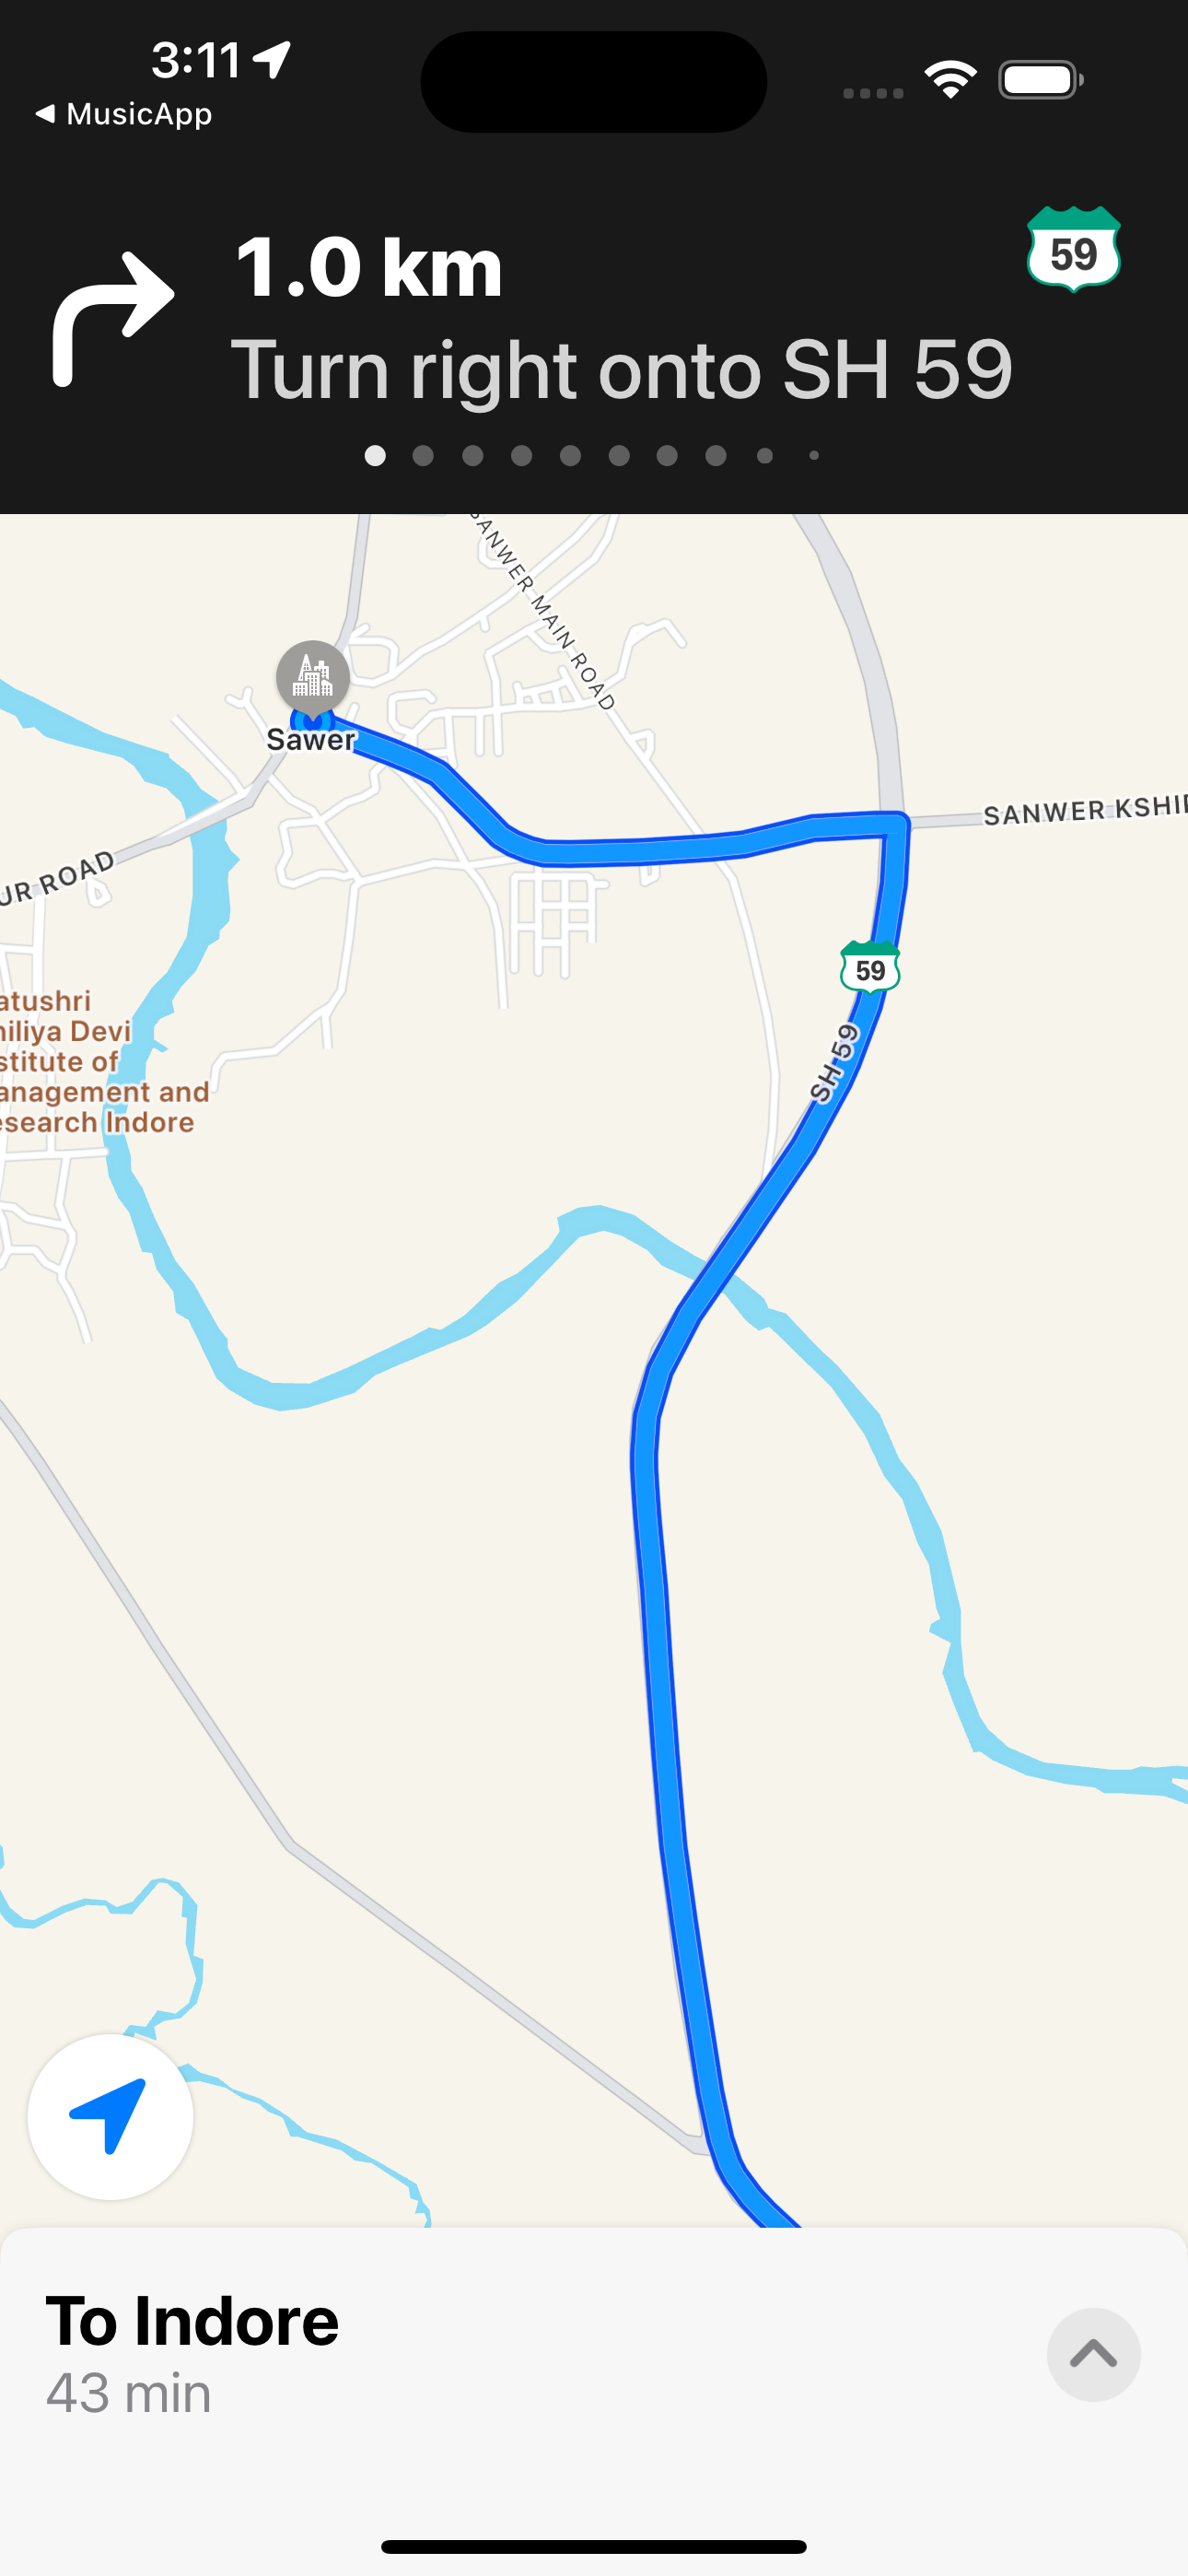 3:11
MusicApp
1.0 km
59
Turn right onto SH 59
SANWER MAIN ROAD
Sawer
SANWER KSHIP
UR ROAD
59
SH 59
atushri
hiliya Devi
stitute of
anagement and
esearch Indore
To Indore
43 min